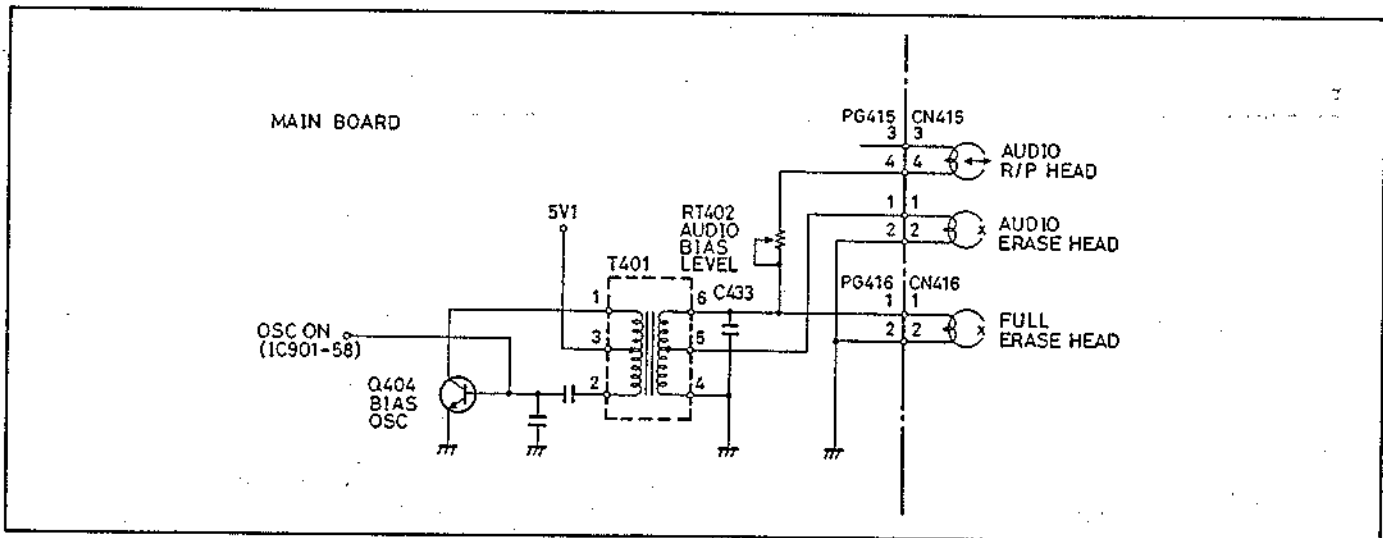 MAIN BOARD
PG415 CN415
3 3
4 4
AUDIO
R/P HEAD
1 1
2 2
AUDIO
ERASE HEAD
PG416 CN416
1 1
2 2
FULL
ERASE HEAD
5V1
RT402
AUDIO
BIAS
LEVEL
T401
C433
1
3
2
6
5
4
OSC ON
(IC901-58)
Q404
BIAS
OSC